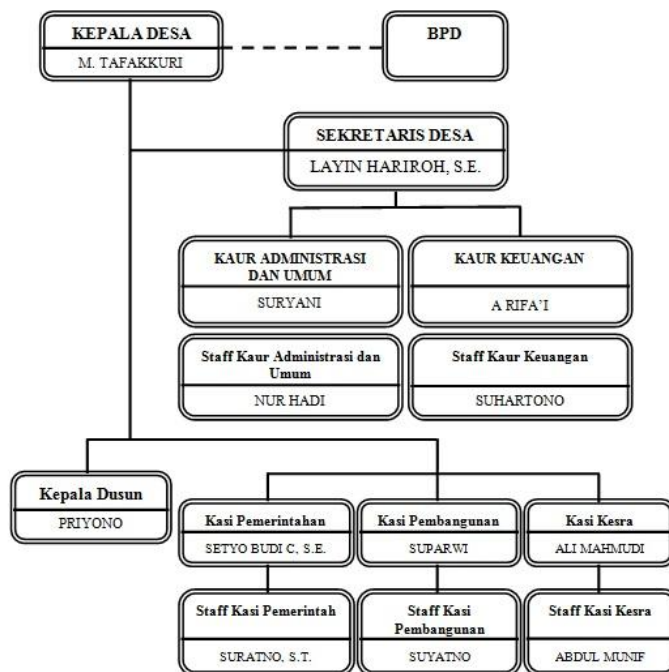 KEPALA DESA
M. TAFAKKURI
BPD
SEKRETARIS DESA
LAYIN HARIROH, S.E.
KAUR ADMINISTRASI
DAN UMUM
SURYANI
KAUR KEUANGAN
A RIFA'I
Staff Kaur Administrasi dan
Umum
NUR HADI
Staff Kaur Keuangan
SUHARTONO
Kepala Dusun
PRIYONO
Kasi Pemerintahan
SETYO BUDI C, S.E.
Kasi Pembangunan
SUPARWI
Kasi Kesra
ALI MAHMUDI
Staff Kasi Pemerintah
SURATNO, S.T.
Staff Kasi
Pembangunan
SUYATNO
Staff Kasi Kesra
ABDUL MUNIF